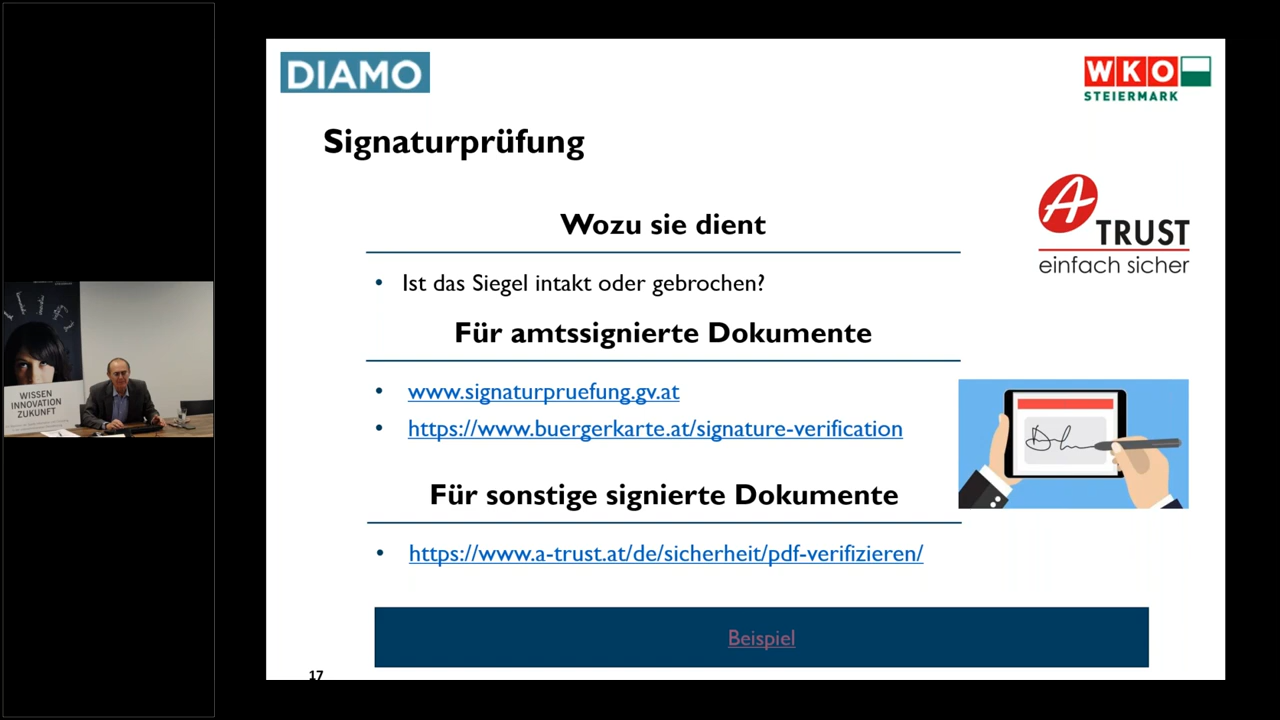 DIAMO
WKO
STEIERMARK
Signaturprüfung
A
TRUST
einfach sicher
Wozu sie dient
• Ist das Siegel intakt oder gebrochen?
Für amtssignierte Dokumente
• www.signaturpruefung.gv.at
• https://www.buergerkarte.at/signature-verification
Für sonstige signierte Dokumente
• https://www.a-trust.at/de/sicherheit/pdf-verifizieren/
Beispiel
17
WISSEN
INNOVATION
ZUKUNFT